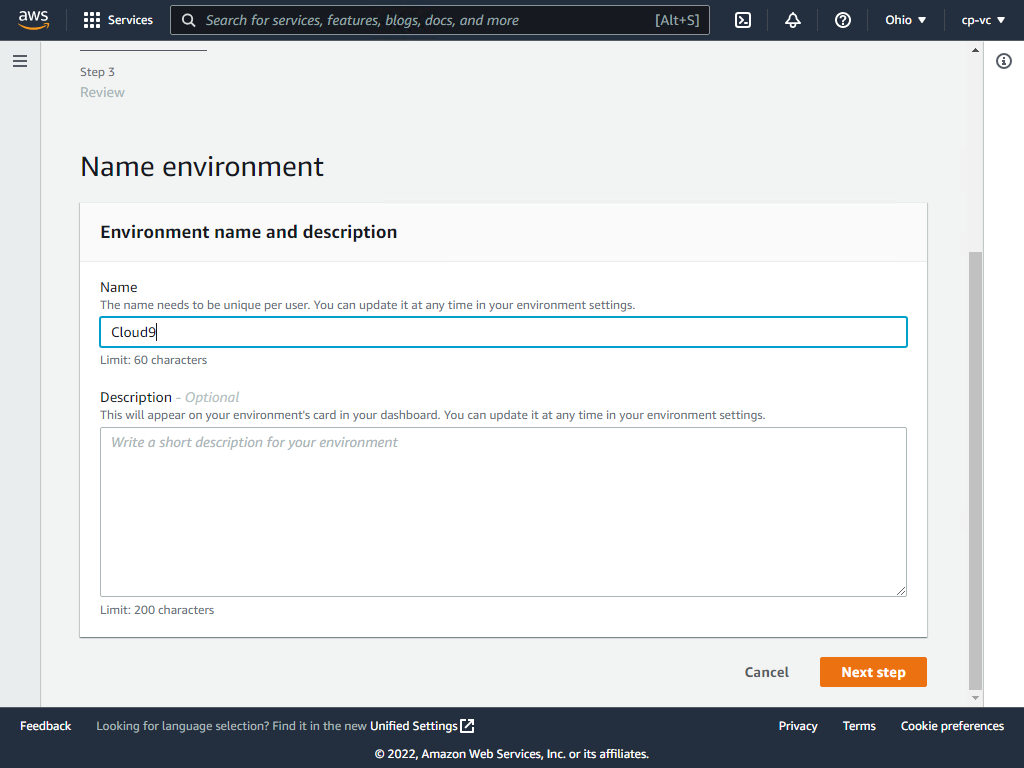 aws Services Search for services, features, blogs, docs, and more [Alt+S] Ohio cp-vc
Step 3
Review
Name environment
Environment name and description
Name
The name needs to be unique per user. You can update it at any time in your environment settings.
Cloud9
Limit: 60 characters
Description - Optional
This will appear on your environment's card in your dashboard. You can update it at any time in your environment settings.
Write a short description for your environment
Limit: 200 characters
Cancel Next step
Feedback Looking for language selection? Find it in the new Unified Settings Privacy Terms Cookie preferences
© 2022, Amazon Web Services, Inc. or its affiliates.